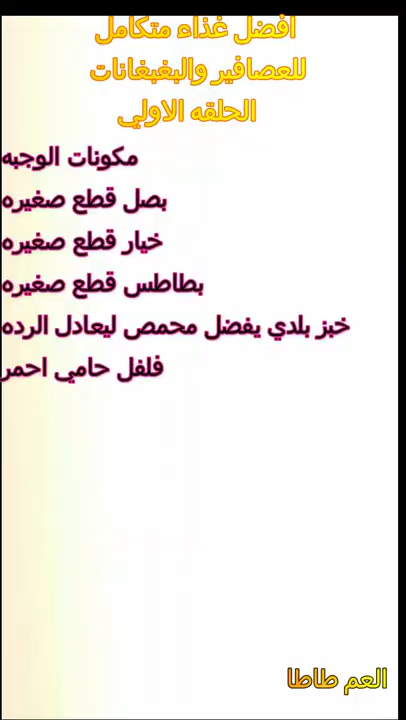 افضل غذاء متكامل
للعصافير والبغبغانات
الحلقه الاولي
مكونات الوجبه
بصل قطع صغيره
خيار قطع صغيره
بطاطس قطع صغيره
خبز بلدي يفضل محمص ليعادل الرده
فلفل حامي احمر
العم طاطا